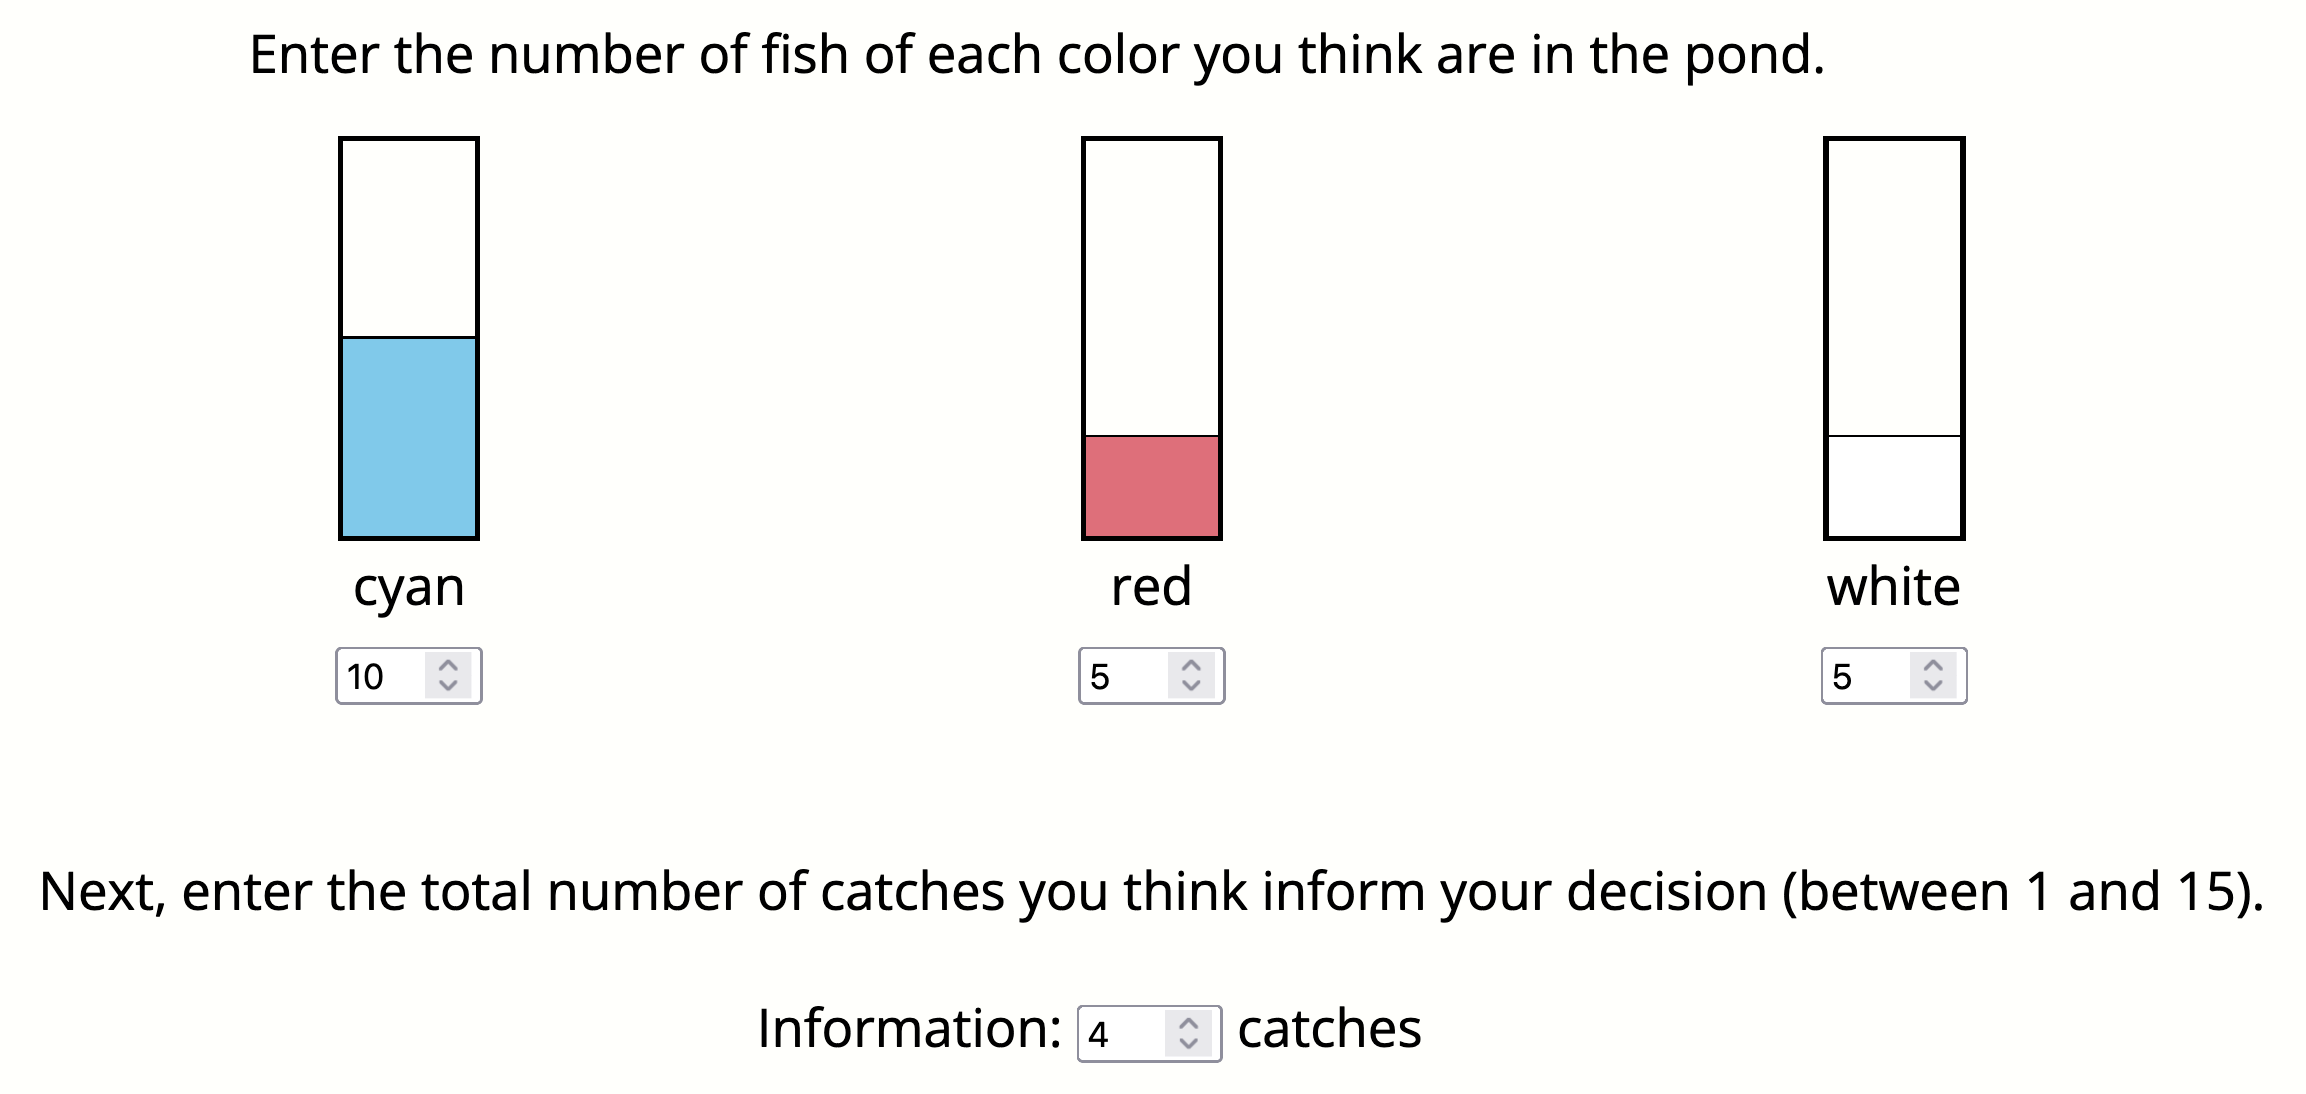 Enter the number of fish of each color you think are in the pond.
cyan red white
10 5 5
Next, enter the total number of catches you think inform your decision (between 1 and 15).
Information: 4 catches